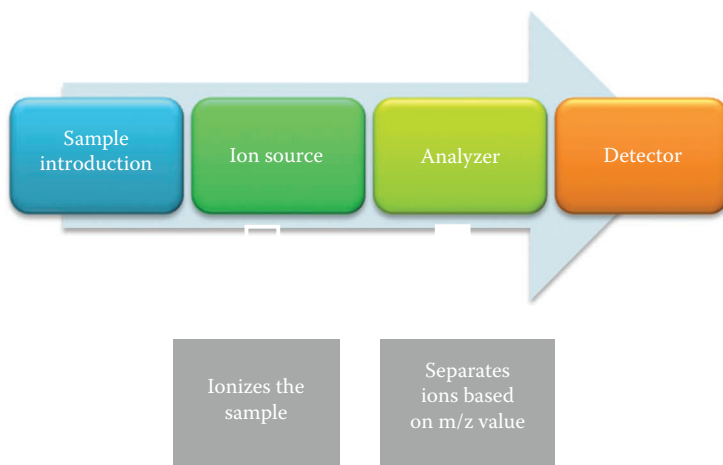 Sample
introduction
Ion source
Analyzer
Detector
Ionizes the
sample
Separates
ions based
on m/z value